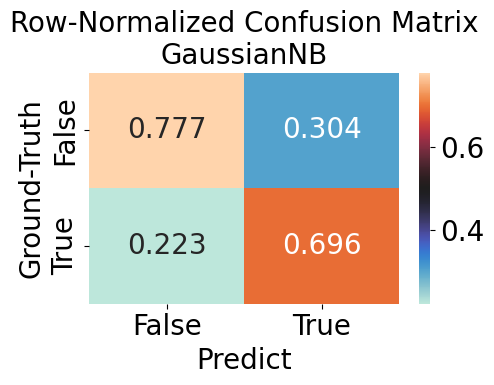 Row-Normalized Confusion Matrix
GaussianNB
Ground-Truth
False
0.777
0.304
True
0.223
0.696
False
True
Predict
0.6
0.4